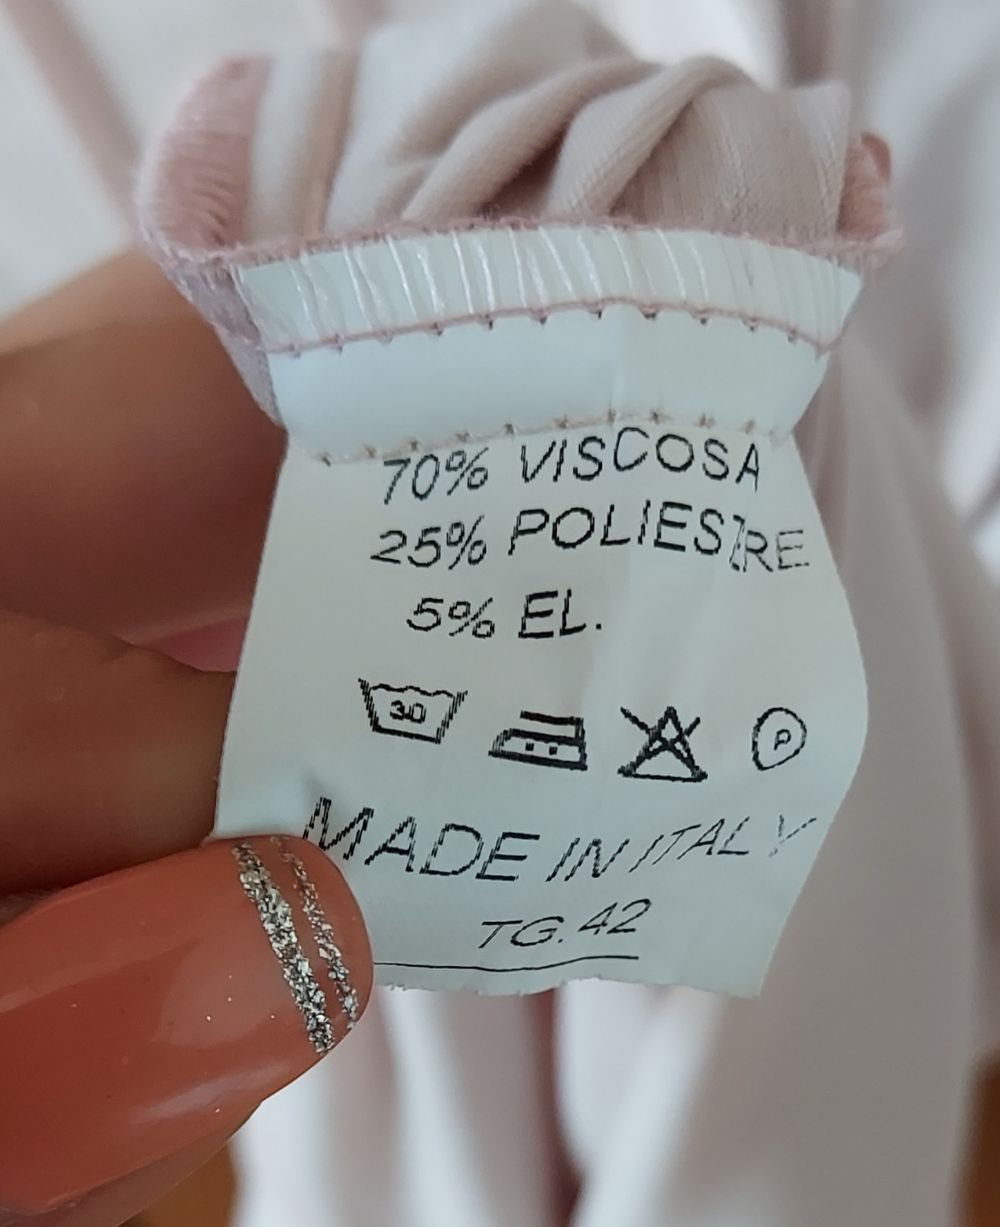 70% VISCOSA
25% POLIESTRE
5% EL.
30 P
MADE IN ITALY
TG.42